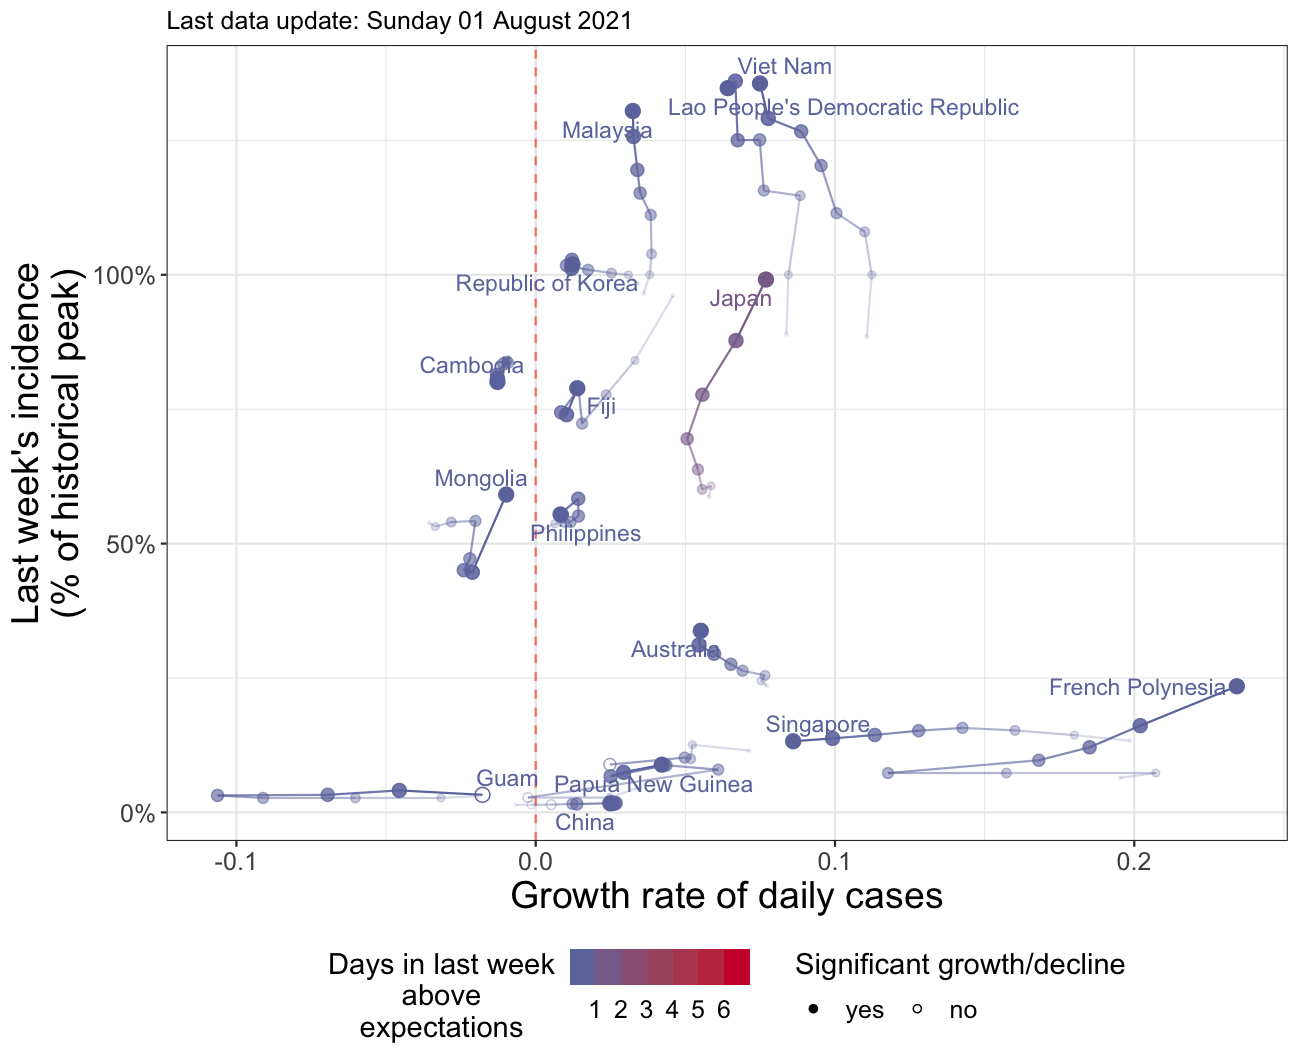 Last data update: Sunday 01 August 2021
Viet Nam
Lao People's Democratic Republic
Malaysia
Republic of Korea
Japan
Cambodia
Fiji
Mongolia
Philippines
Australia
French Polynesia
Singapore
Guam
Papua New Guinea
China
100%
50%
0%
Last week's incidence
(% of historical peak)
-0.1
0.0
0.1
0.2
Growth rate of daily cases
Days in last week
above
expectations
1 2 3 4 5 6
Significant growth/decline
yes
no